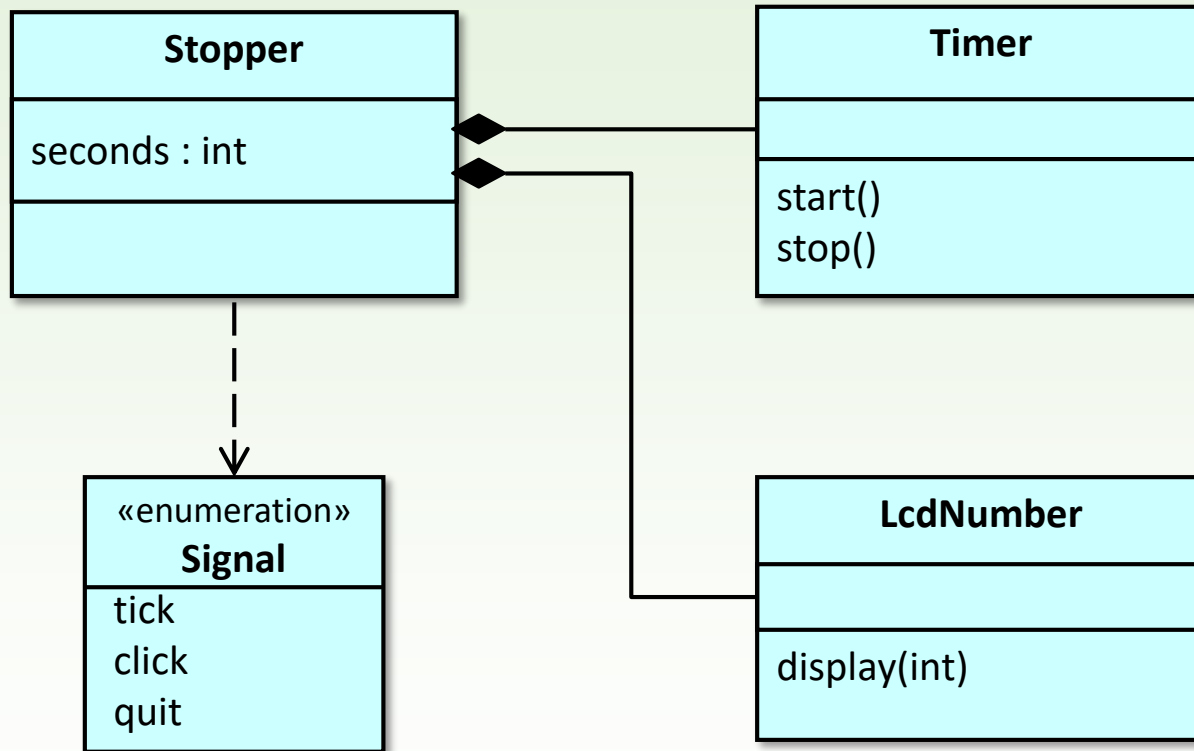 Stopper
seconds : int
Timer
start()
stop()
«enumeration»
Signal
tick
click
quit
LcdNumber
display(int)